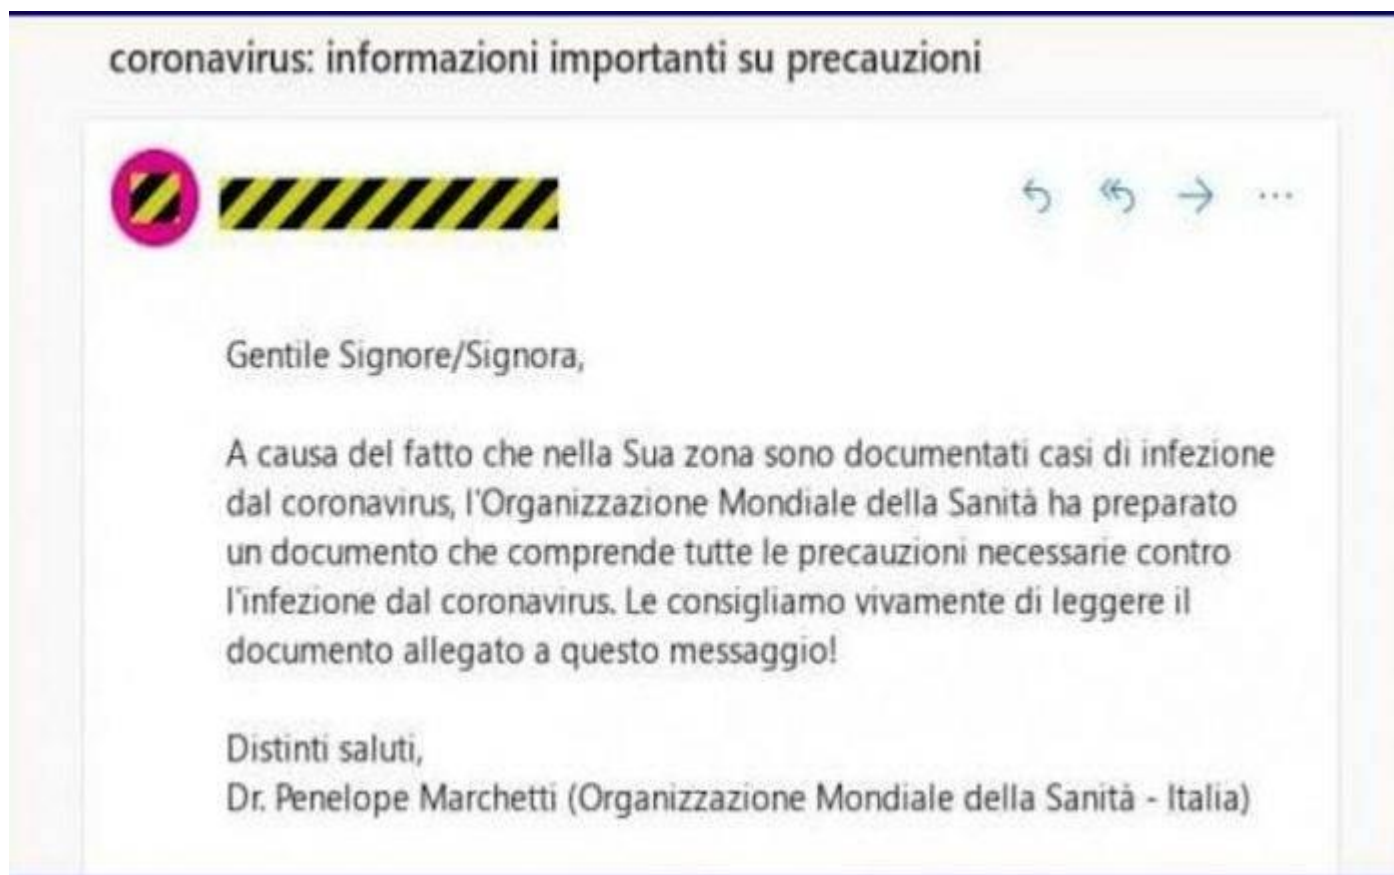 coronavirus: informazioni importanti su precauzioni
Gentile Signore/Signora,
A causa del fatto che nella Sua zona sono documentati casi di infezione
dal coronavirus, l'Organizzazione Mondiale della Sanità ha preparato
un documento che comprende tutte le precauzioni necessarie contro
l'infezione dal coronavirus. Le consigliamo vivamente di leggere il
documento allegato a questo messaggio!
Distinti saluti,
Dr. Penelope Marchetti (Organizzazione Mondiale della Sanità - Italia)